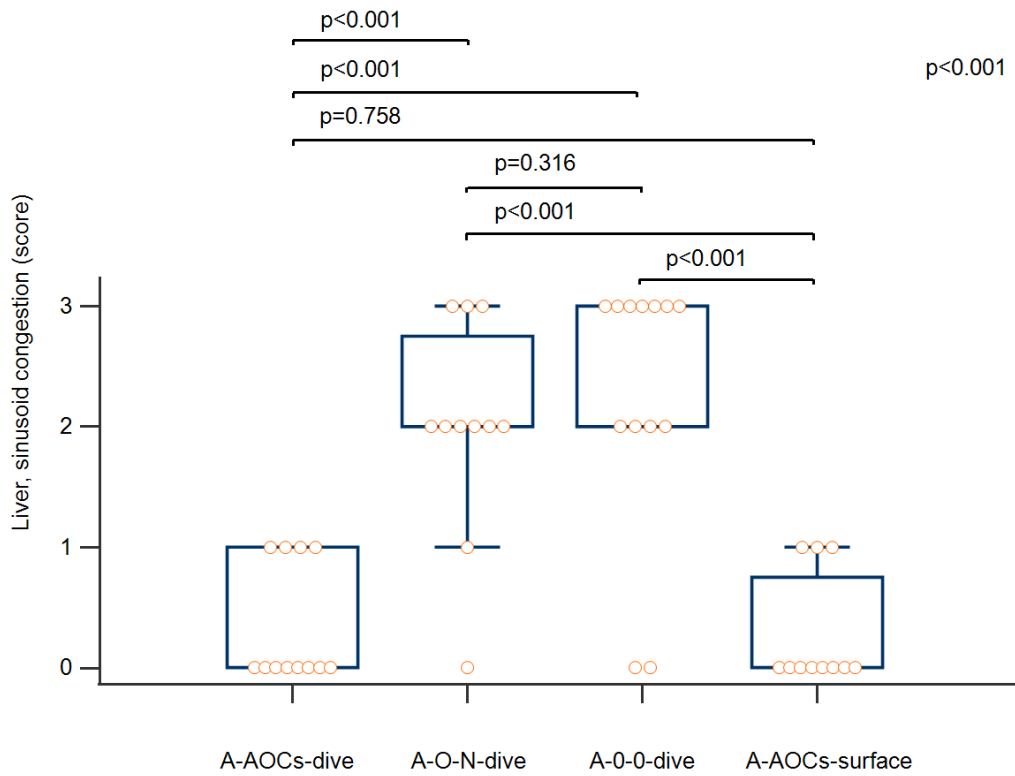 p<0.001
p<0.001
p<0.001
p=0.758
p=0.316
p<0.001
p<0.001
Liver, sinusoid congestion (score)
3
2
1
0
A-AOCs-dive
A-O-N-dive
A-0-0-dive
A-AOCs-surface